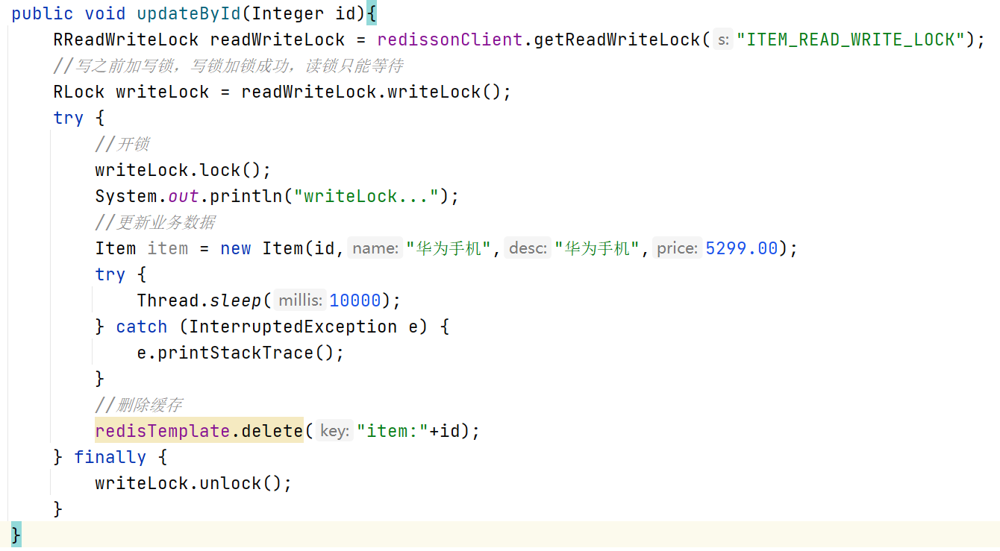 public void updateById(Integer id){
RReadWriteLock readWriteLock = redissonClient.getReadWriteLock( s: "ITEM_READ_WRITE_LOCK");
//写之前加写锁，写锁加锁成功，读锁只能等待
RLock writeLock = readWriteLock.writeLock();
try {
//开锁
writeLock.lock();
System.out.println("writeLock...");
//更新业务数据
Item item = new Item(id, name: "华为手机", desc: "华为手机", price: 5299.00);
try {
Thread.sleep( millis: 10000);
} catch (InterruptedException e) {
e.printStackTrace();
}
//删除缓存
redisTemplate.delete( key: "item:"+id);
} finally {
writeLock.unlock();
}
}